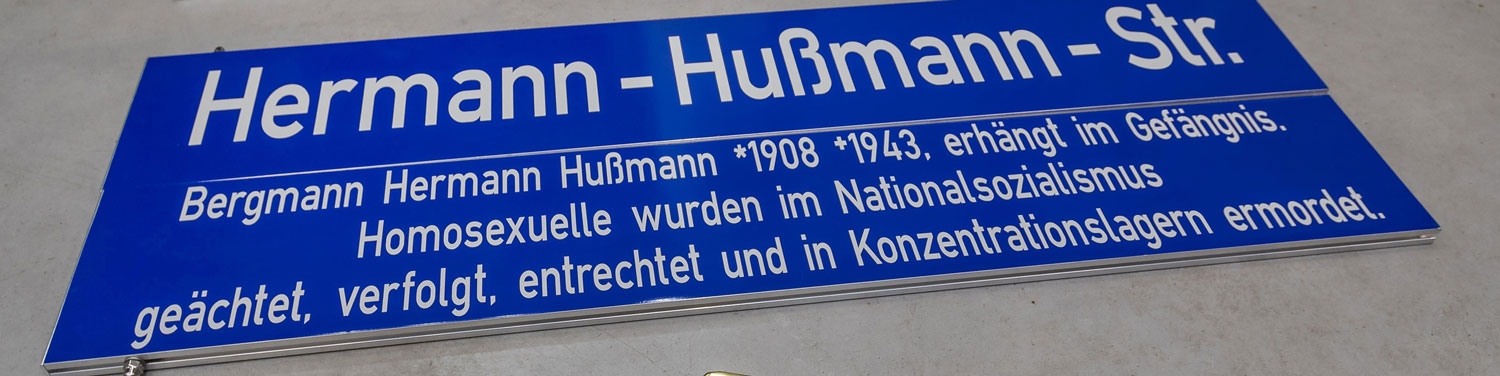 Hermann-Hußmann-Str.
Bergmann Hermann Hußmann *1908 †1943, erhängt im Gefängnis.
Homosexuelle wurden im Nationalsozialismus
geächtet, verfolgt, entrechtet und in Konzentrationslagern ermordet.